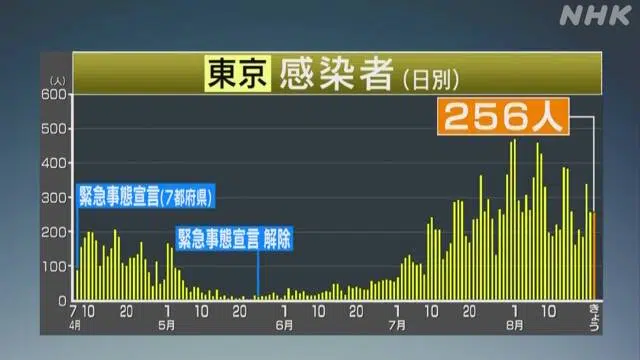 NHK
東京 感染者(日別)
(人)
256人
600
500
400
300
200
100
0
緊急事態宣言(7都府県)
緊急事態宣言 解除
7 10 20 1 10 20 1 10 20 1 10 20 1 10 きょう
4月 5月 6月 7月 8月